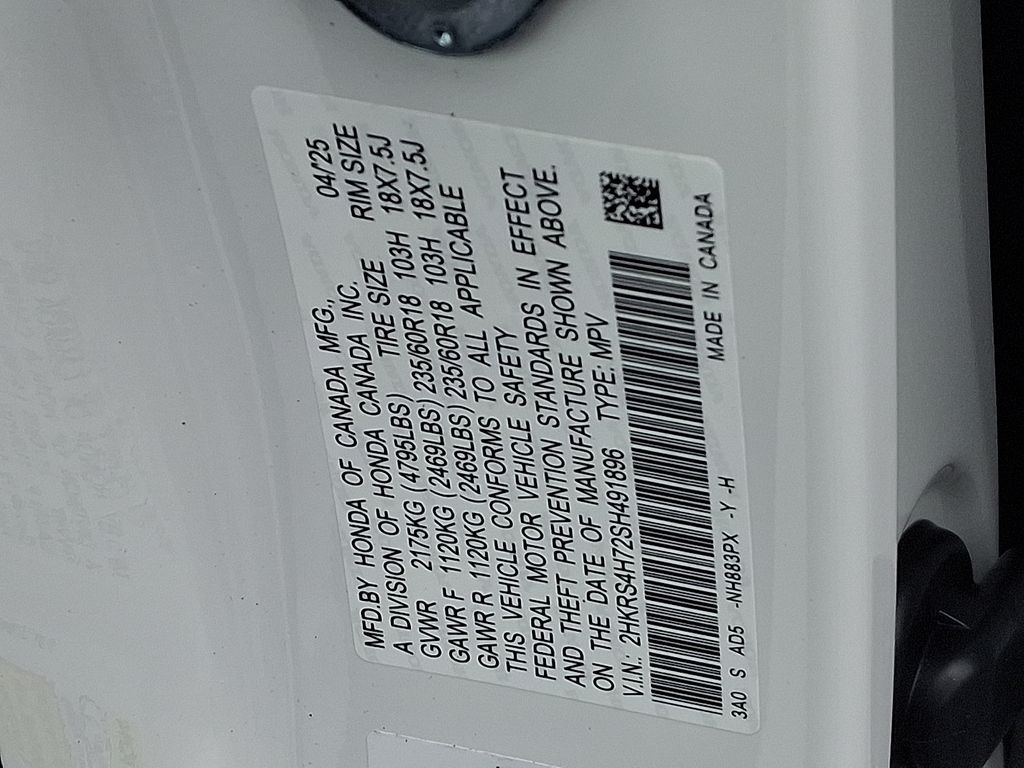 MFD.BY HONDA OF CANADA MFG., 04/'25
A DIVISION OF HONDA CANADA INC.
TIRE SIZE RIM SIZE
GVWR 2175KG (4795LBS)
GAWR F 1120KG (2469LBS) 235/60R18 103H 18X7.5J
GAWR R 1120KG (2469LBS) 235/60R18 103H 18X7.5J
THIS VEHICLE CONFORMS TO ALL APPLICABLE
FEDERAL MOTOR VEHICLE SAFETY
AND THEFT PREVENTION STANDARDS IN EFFECT
ON THE DATE OF MANUFACTURE SHOWN ABOVE.
V.I.N.: 2HKRS4H72SH491896 TYPE: MPV
3A0 S AD5 -NH883PX -Y -H MADE IN CANADA